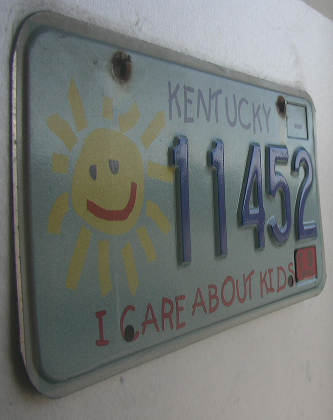 KENTUCKY
11452
I CARE ABOUT KIDS